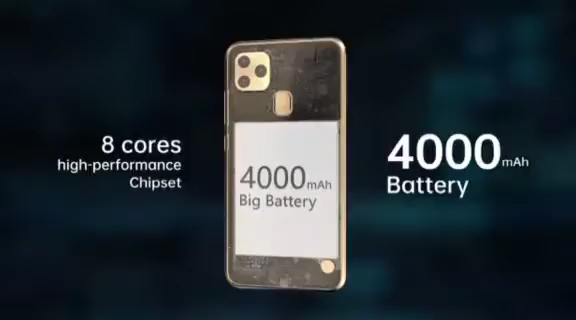 8 cores
high-performance
Chipset
4000mAh
Big Battery
4000mAh
Battery